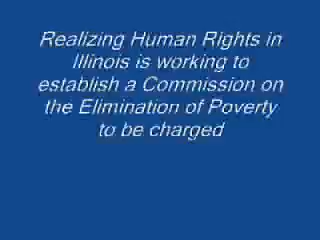 Realizing Human Rights in
Illinois is working to
establish a Commission on
the Elimination of Poverty
to be charged